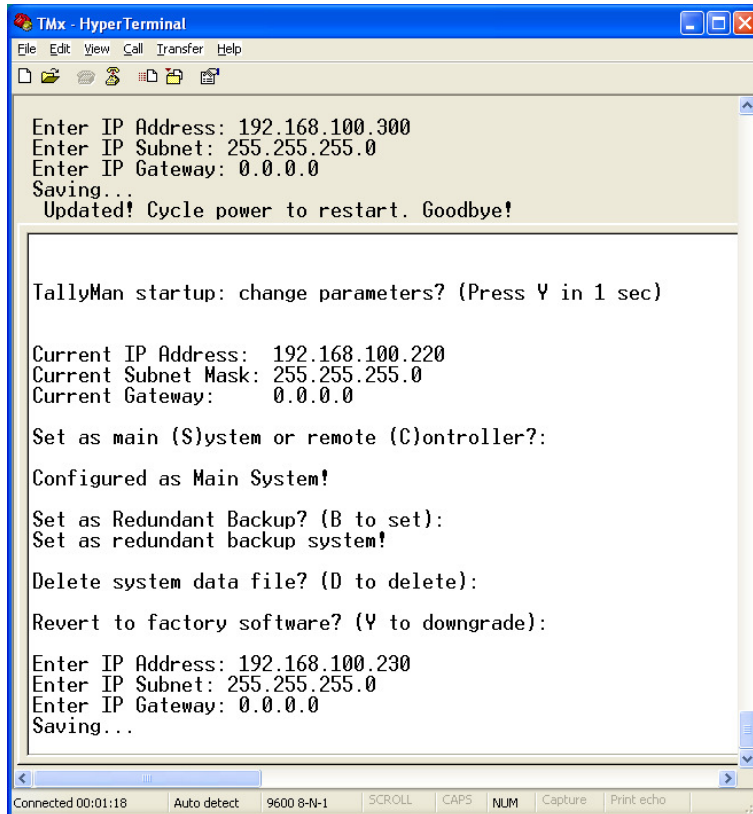 TMx - HyperTerminal
File Edit View Call Transfer Help
Enter IP Address: 192.168.100.300
Enter IP Subnet: 255.255.255.0
Enter IP Gateway: 0.0.0.0
Saving...
Updated! Cycle power to restart. Goodbye!
TallyMan startup: change parameters? (Press Y in 1 sec)
Current IP Address: 192.168.100.220
Current Subnet Mask: 255.255.255.0
Current Gateway: 0.0.0.0
Set as main (S)ystem or remote (C)ontroller?:
Configured as Main System!
Set as Redundant Backup? (B to set):
Set as redundant backup system!
Delete system data file? (D to delete):
Revert to factory software? (Y to downgrade):
Enter IP Address: 192.168.100.230
Enter IP Subnet: 255.255.255.0
Enter IP Gateway: 0.0.0.0
Saving...
Connected 00:01:18 Auto detect 9600 8-N-1 SCROLL CAPS NUM Capture Print echo